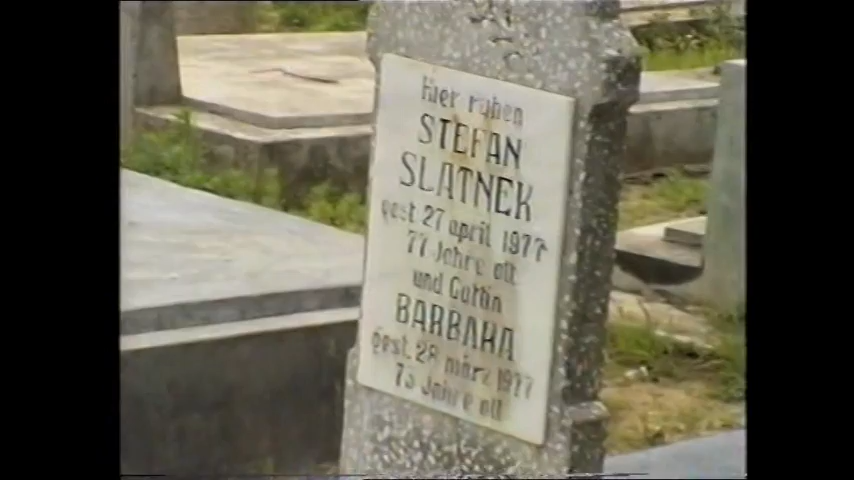 Hier ruhen
STEFAN
SLATNEK
gest 27 april 1977
77 Jahre alt
und Gattin
BARBARA
gest 28 märz 1977
73 Jahre alt